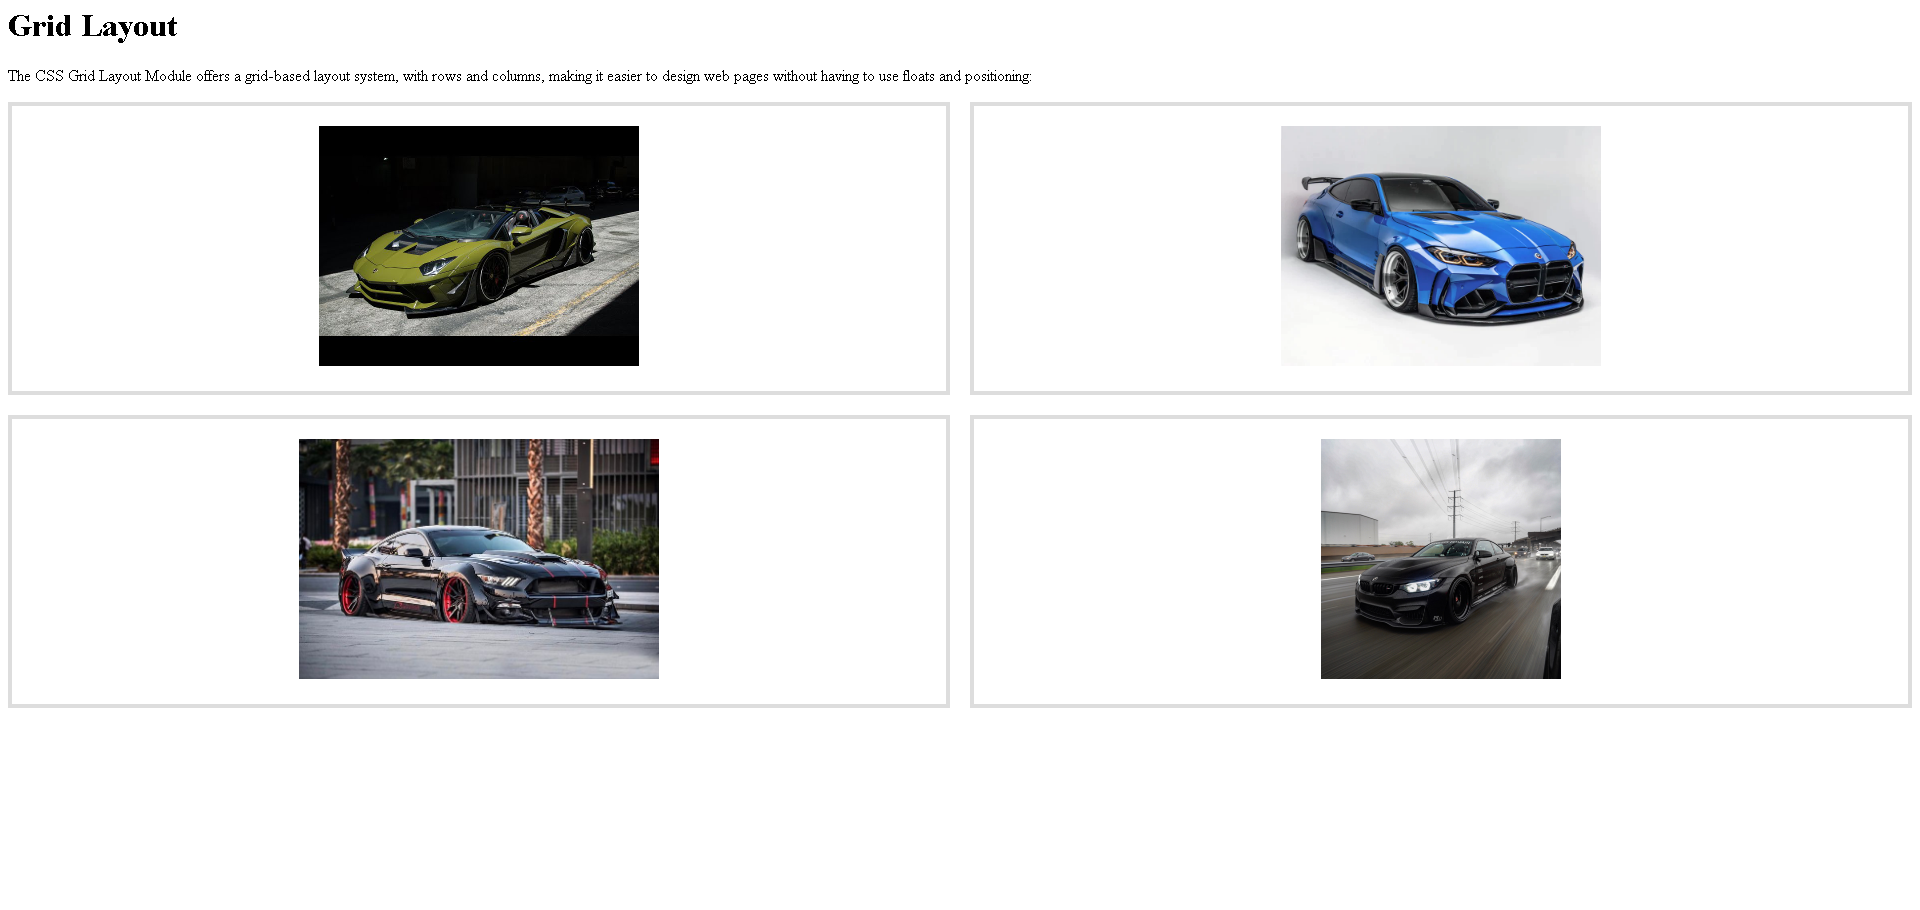 Grid Layout
The CSS Grid Layout Module offers a grid-based layout system, with rows and columns, making it easier to design web pages without having to use floats and positioning: